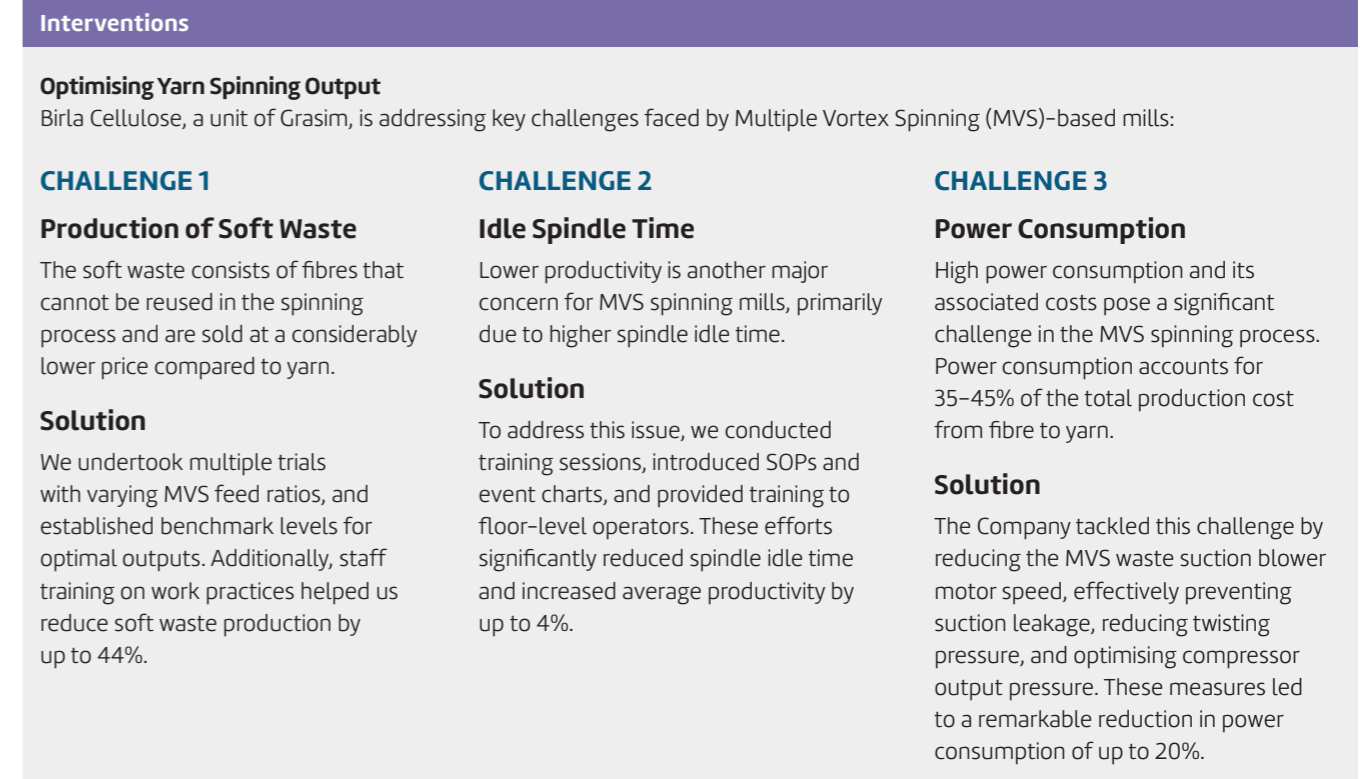 Interventions
Optimising Yarn Spinning Output
Birla Cellulose, a unit of Grasim, is addressing key challenges faced by Multiple Vortex Spinning (MVS)-based mills:
CHALLENGE 1
Production of Soft Waste
The soft waste consists of fibres that
cannot be reused in the spinning
process and are sold at a considerably
lower price compared to yarn.
Solution
We undertook multiple trials
with varying MVS feed ratios, and
established benchmark levels for
optimal outputs. Additionally, staff
training on work practices helped us
reduce soft waste production by
up to 44%.
CHALLENGE 2
Idle Spindle Time
Lower productivity is another major
concern for MVS spinning mills, primarily
due to higher spindle idle time.
Solution
To address this issue, we conducted
training sessions, introduced SOPs and
event charts, and provided training to
floor-level operators. These efforts
significantly reduced spindle idle time
and increased average productivity by
up to 4%.
CHALLENGE 3
Power Consumption
High power consumption and its
associated costs pose a significant
challenge in the MVS spinning process.
Power consumption accounts for
35-45% of the total production cost
from fibre to yarn.
Solution
The Company tackled this challenge by
reducing the MVS waste suction blower
motor speed, effectively preventing
suction leakage, reducing twisting
pressure, and optimising compressor
output pressure. These measures led
to a remarkable reduction in power
consumption of up to 20%.